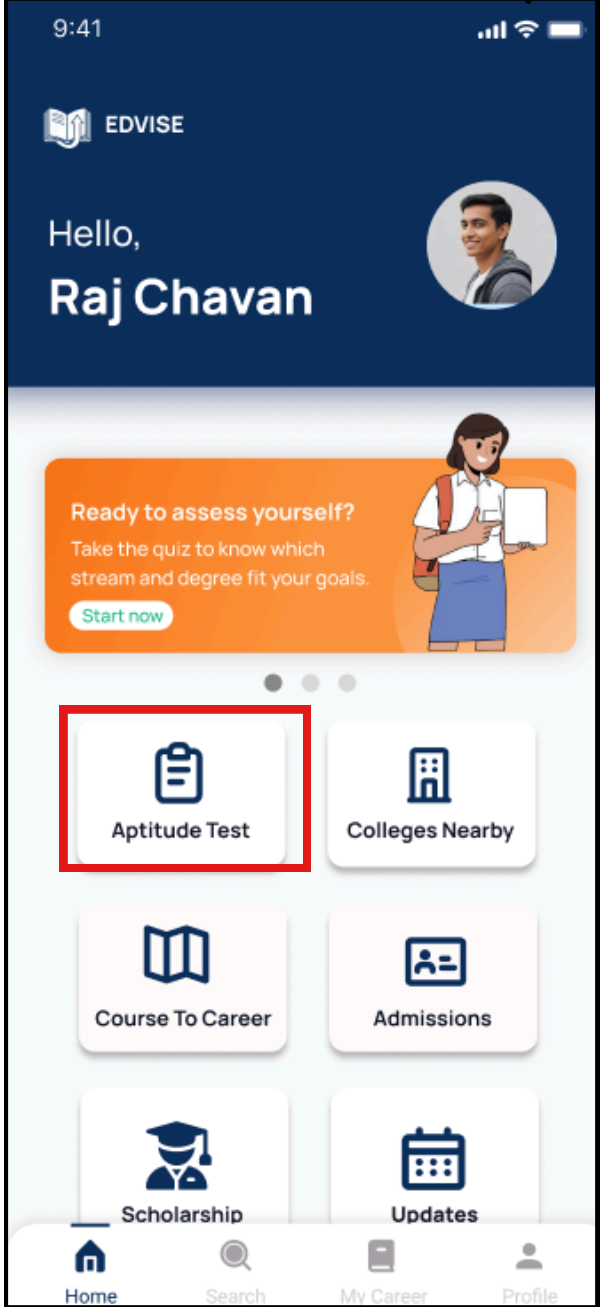 9:41
EDVISE
Hello,
Raj Chavan
Ready to assess yourself?
Take the quiz to know which
stream and degree fit your goals.
Start now
Aptitude Test
Colleges Nearby
Course To Career
Admissions
Scholarship
Updates
Home
Search
My Career
Profile